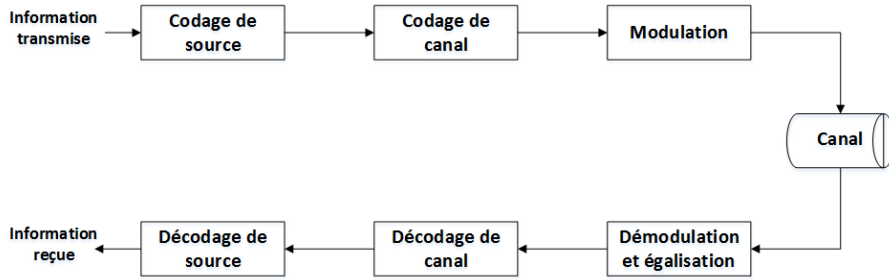 Information
transmise
Codage de
source
Codage de
canal
Modulation
Canal
Information
reçue
Décodage de
source
Décodage de
canal
Démodulation
et égalisation